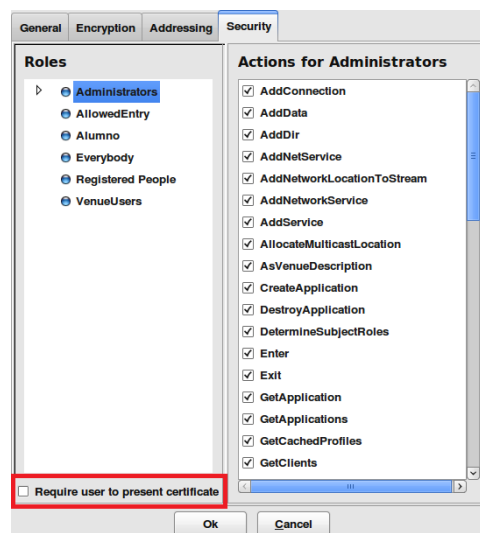 General Encryption Addressing Security
Roles
Administrators
AllowedEntry
Alumno
Everybody
Registered People
VenueUsers
Require user to present certificate
Actions for Administrators
AddConnection
AddData
AddDir
AddNetService
AddNetworkLocationToStream
AddNetworkService
AddService
AllocateMulticastLocation
AsVenueDescription
CreateApplication
DestroyApplication
DetermineSubjectRoles
Enter
Exit
GetApplication
GetApplications
GetCachedProfiles
GetClients
Ok Cancel